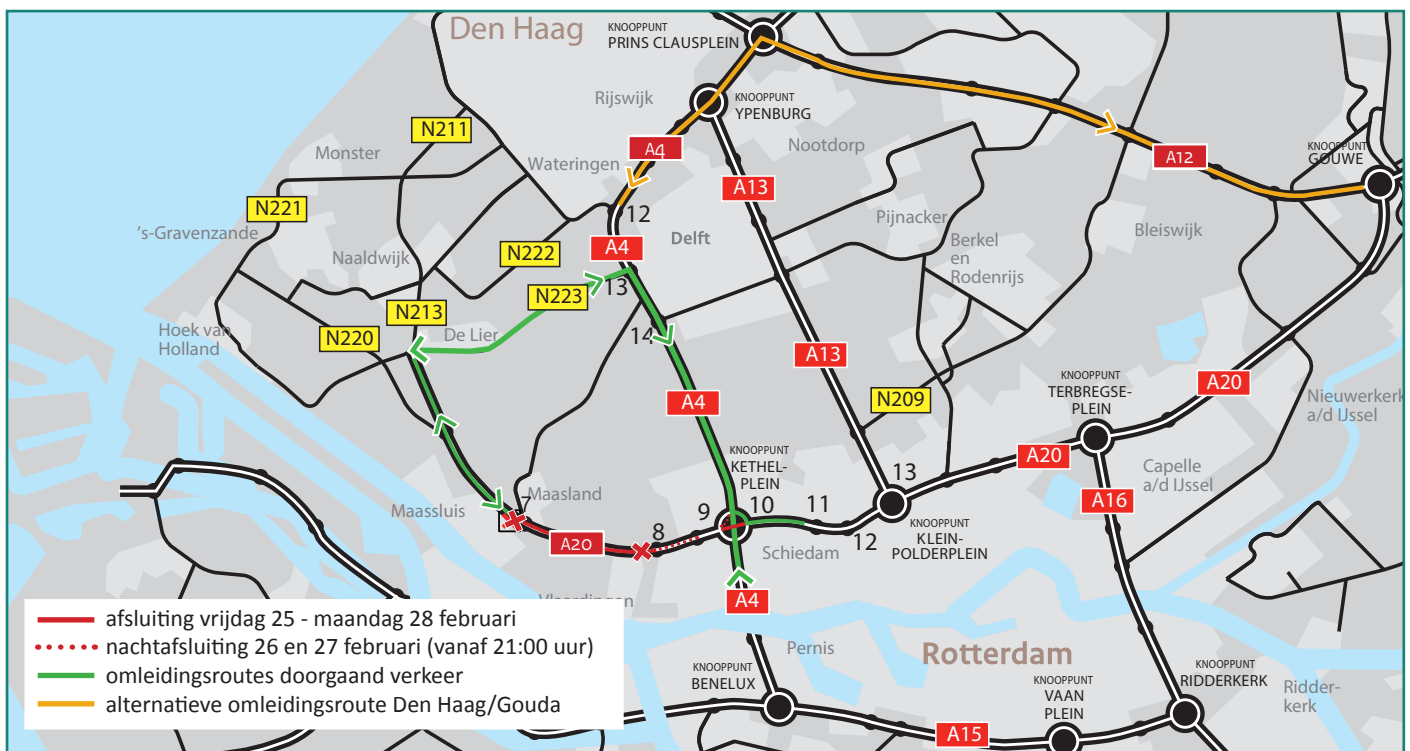 Den Haag
KNOOPPUNT
PRINS CLAUSPLEIN
Rijswijk
KNOOPPUNT
YPENBURG
N211
Monster
Wateringen
A4
Nootdorp
A12
KNOOPPUNT
GOUWE
A13
N221
's-Gravenzande
12
Pijnacker
Delft
Bleiswijk
Berkel
en
Rodenrijs
A4
N222
Naaldwijk
13
N223
N213
N220
De Lier
Hoek van
Holland
14
A13
KNOOPPUNT
TERBREGSE-
PLEIN
A20
Nieuwerkerk
a/d IJssel
N209
A4
KNOOPPUNT
KETHEL-
PLEIN
A20
13
Capelle
a/d IJssel
Maasland
7
Maassluis
A16
9
10
11
8
A20
12
KNOOPPUNT
KLEIN-
POLDERPLEIN
Schiedam
Vlaardingen
A4
Pernis
Rotterdam
KNOOPPUNT
BENELUX
KNOOPPUNT
VAAN
PLEIN
KNOOPPUNT
RIDDERKERK
Ridder-
kerk
A15
afsluiting vrijdag 25 - maandag 28 februari
nachtafsluiting 26 en 27 februari (vanaf 21:00 uur)
omleidingsroutes doorgaand verkeer
alternatieve omleidingsroute Den Haag/Gouda